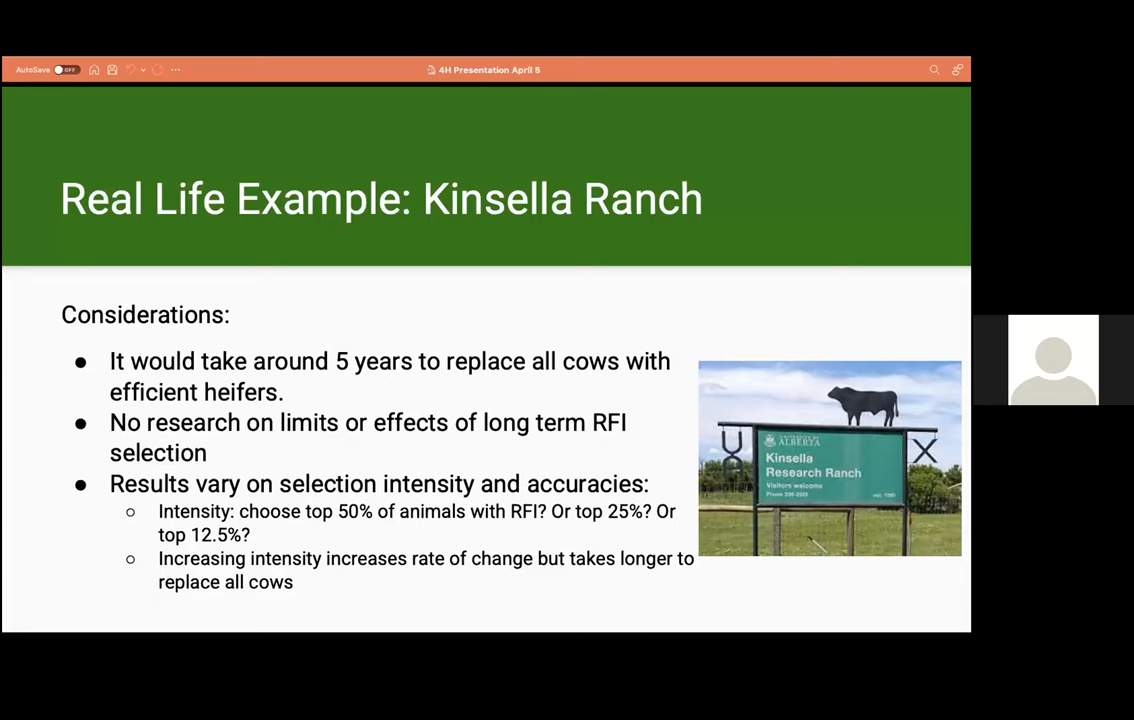 AutoSave OFF
4H Presentation April 5
Real Life Example: Kinsella Ranch
Considerations:
● It would take around 5 years to replace all cows with
efficient heifers.
● No research on limits or effects of long term RFI
selection
● Results vary on selection intensity and accuracies:
○ Intensity: choose top 50% of animals with RFI? Or top 25%? Or
top 12.5%?
○ Increasing intensity increases rate of change but takes longer to
replace all cows
UNIVERSITY OF
ALBERTA
Kinsella
Research Ranch
Visitors welcome